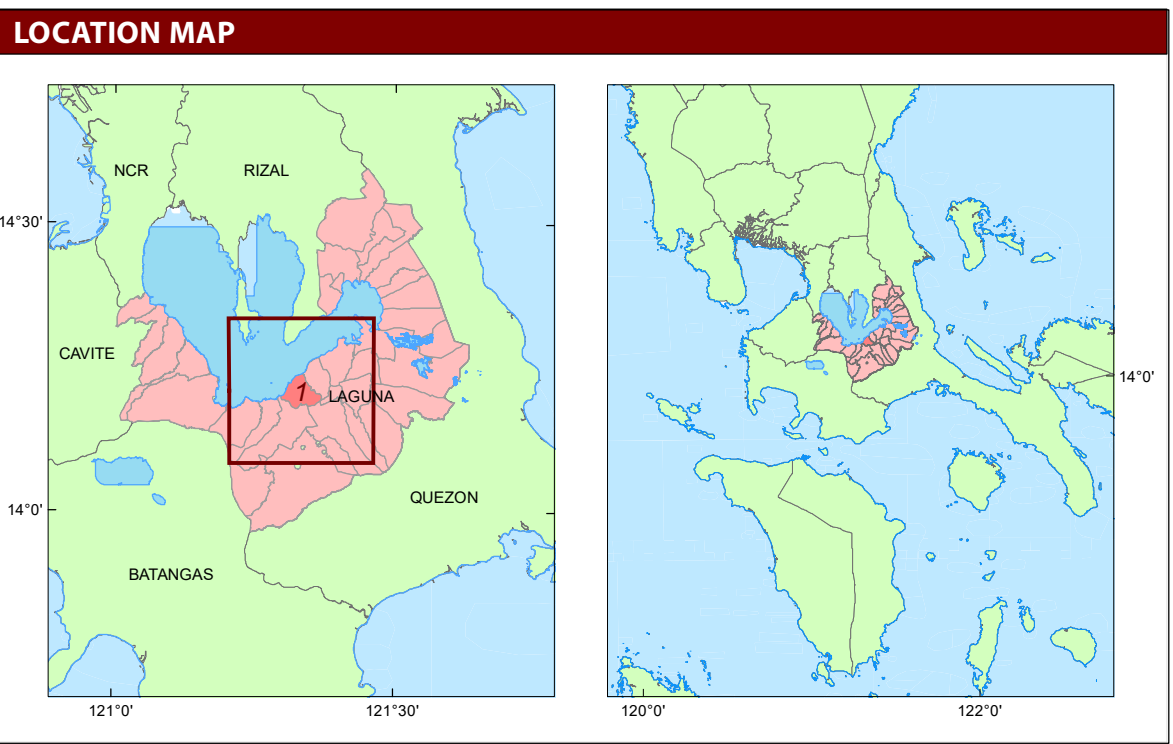 LOCATION MAP
NCR
RIZAL
14°30'
CAVITE
1
LAGUNA
QUEZON
14°0'
BATANGAS
121°0'
121°30'
14°0'
120°0'
122°0'